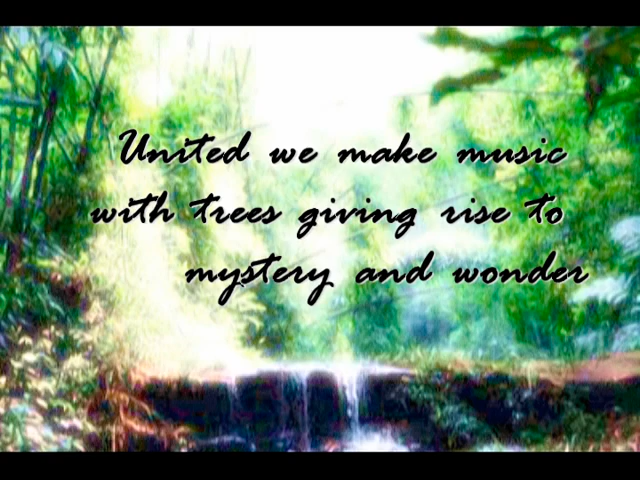 United we make music
with trees giving rise to
mystery and wonder